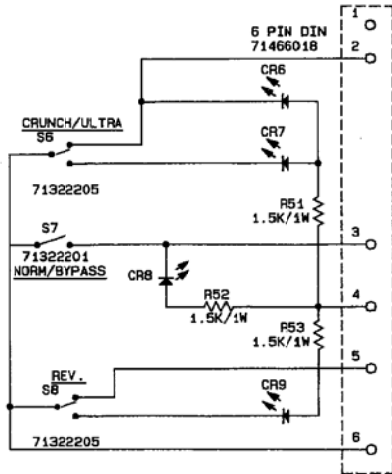 1
6 PIN DIN
71466018
2
CR6
CRUNCH/ULTRA
S6
CR7
71322205
R51
1.5K/1W
S7
3
71322201
NORM/BYPASS
CR8
R52
1.5K/1W
4
R53
1.5K/1W
5
REV.
S8
CR9
71322205
6